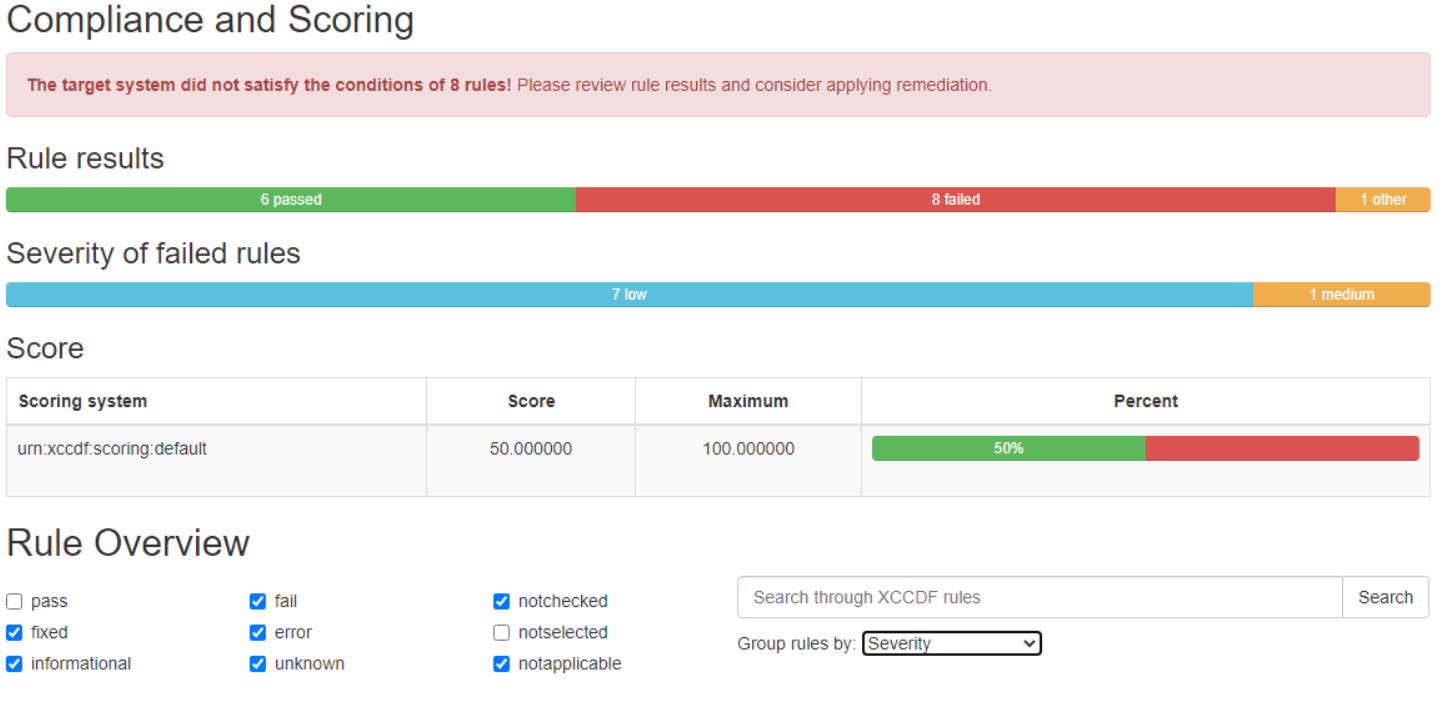 Compliance and Scoring
The target system did not satisfy the conditions of 8 rules! Please review rule results and consider applying remediation.
Rule results
6 passed 8 failed 1 other
Severity of failed rules
7 low 1 medium
Score
Scoring system Score Maximum Percent
urn:xccdf:scoring:default 50.000000 100.000000 50%
Rule Overview
pass fail notchecked
fixed error notselected
informational unknown notapplicable
Search through XCCDF rules Search
Group rules by: Severity